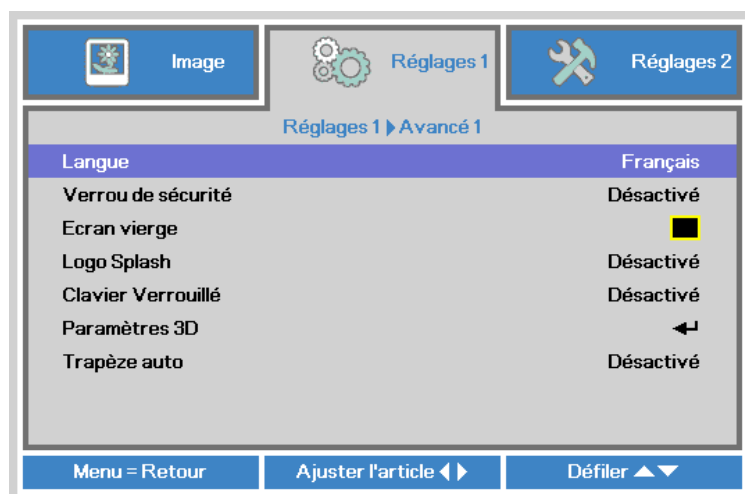 Image
Réglages 1
Réglages 2
Réglages 1 Avancé 1
Langue Français
Verrou de sécurité Désactivé
Ecran vierge
Logo Splash Désactivé
Clavier Verrouillé Désactivé
Paramètres 3D
Trapèze auto Désactivé
Menu = Retour
Ajuster l'article
Défiler